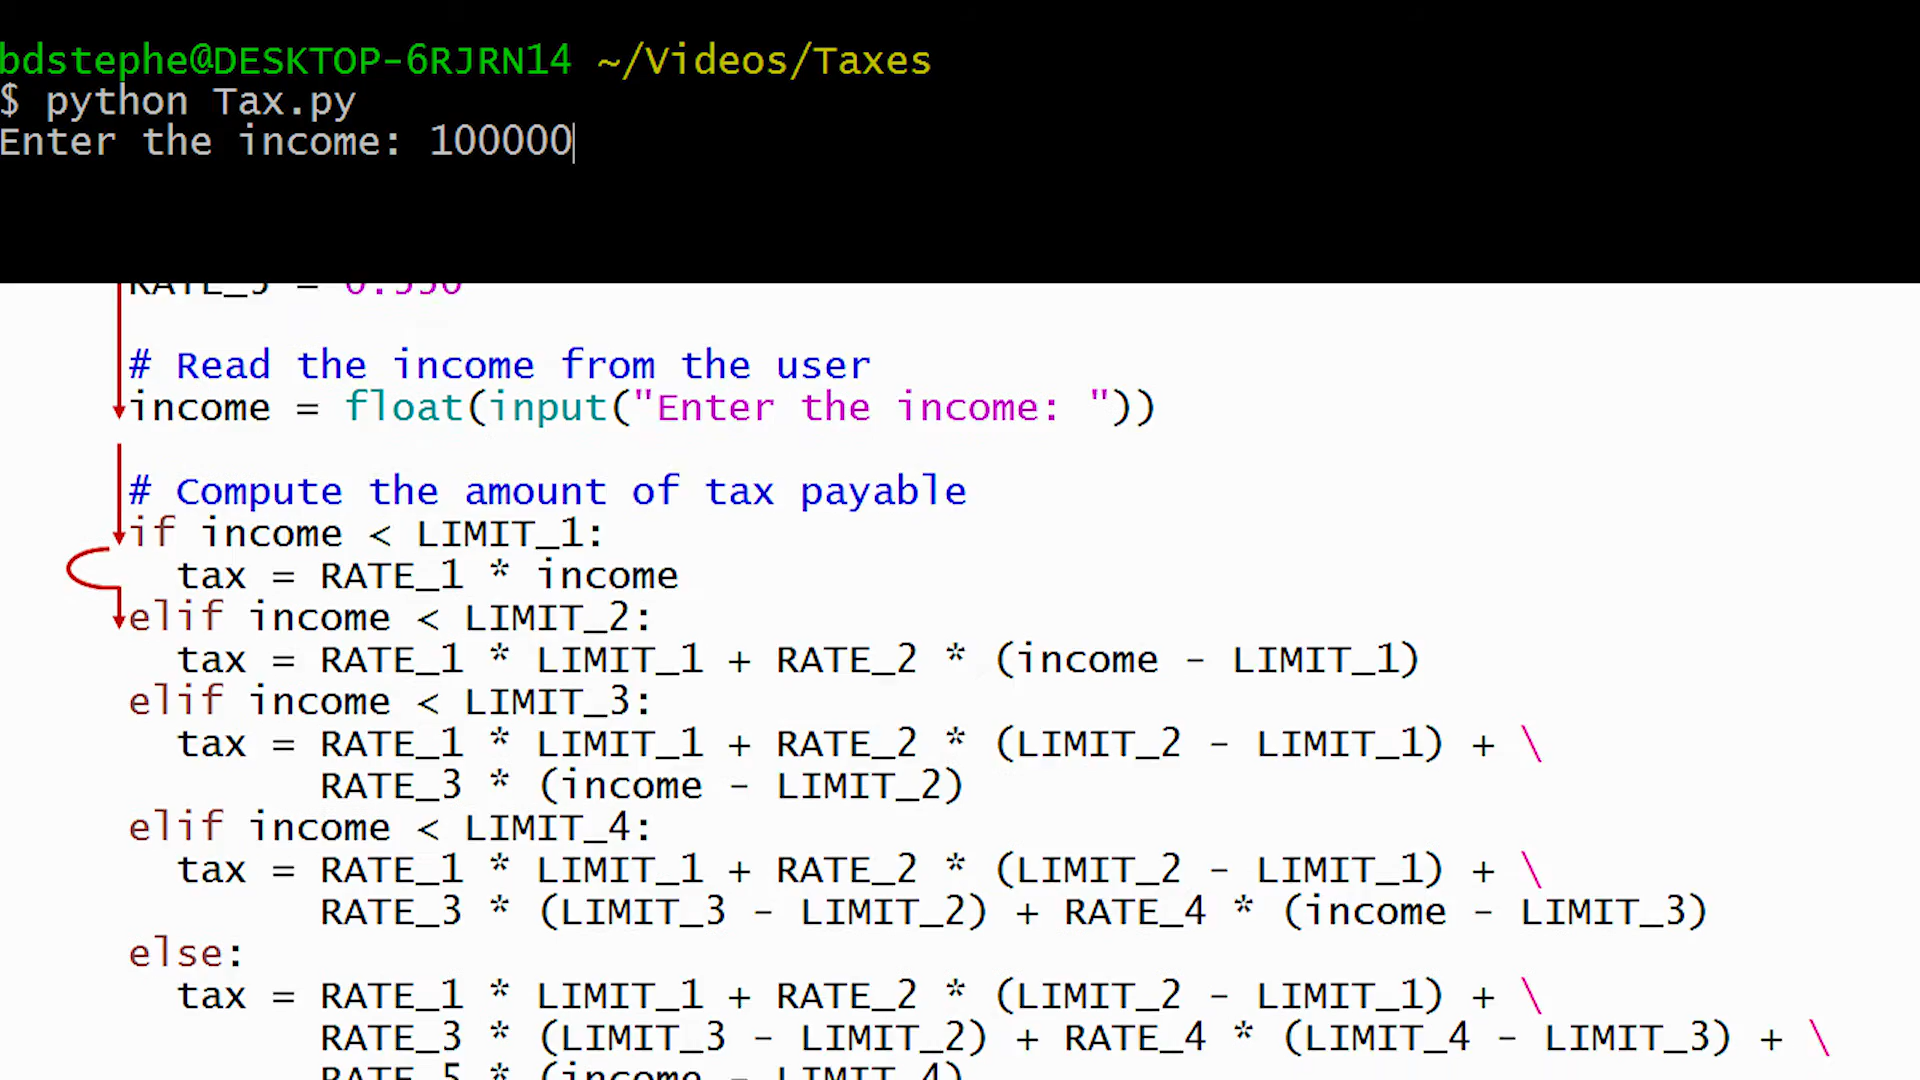 bdstephe@DESKTOP-6RJRN14 ~/Videos/Taxes
$ python Tax.py
Enter the income: 100000
RATE_5 =
# Read the income from the user
income = float(input("Enter the income: "))
# Compute the amount of tax payable
if income < LIMIT_1:
tax = RATE_1 * income
elif income < LIMIT_2:
tax = RATE_1 * LIMIT_1 + RATE_2 * (income - LIMIT_1)
elif income < LIMIT_3:
tax = RATE_1 * LIMIT_1 + RATE_2 * (LIMIT_2 - LIMIT_1) + \
RATE_3 * (income - LIMIT_2)
elif income < LIMIT_4:
tax = RATE_1 * LIMIT_1 + RATE_2 * (LIMIT_2 - LIMIT_1) + \
RATE_3 * (LIMIT_3 - LIMIT_2) + RATE_4 * (income - LIMIT_3)
else:
tax = RATE_1 * LIMIT_1 + RATE_2 * (LIMIT_2 - LIMIT_1) + \
RATE_3 * (LIMIT_3 - LIMIT_2) + RATE_4 * (LIMIT_4 - LIMIT_3) + \
RATE_5 * (income - LIMIT_4)